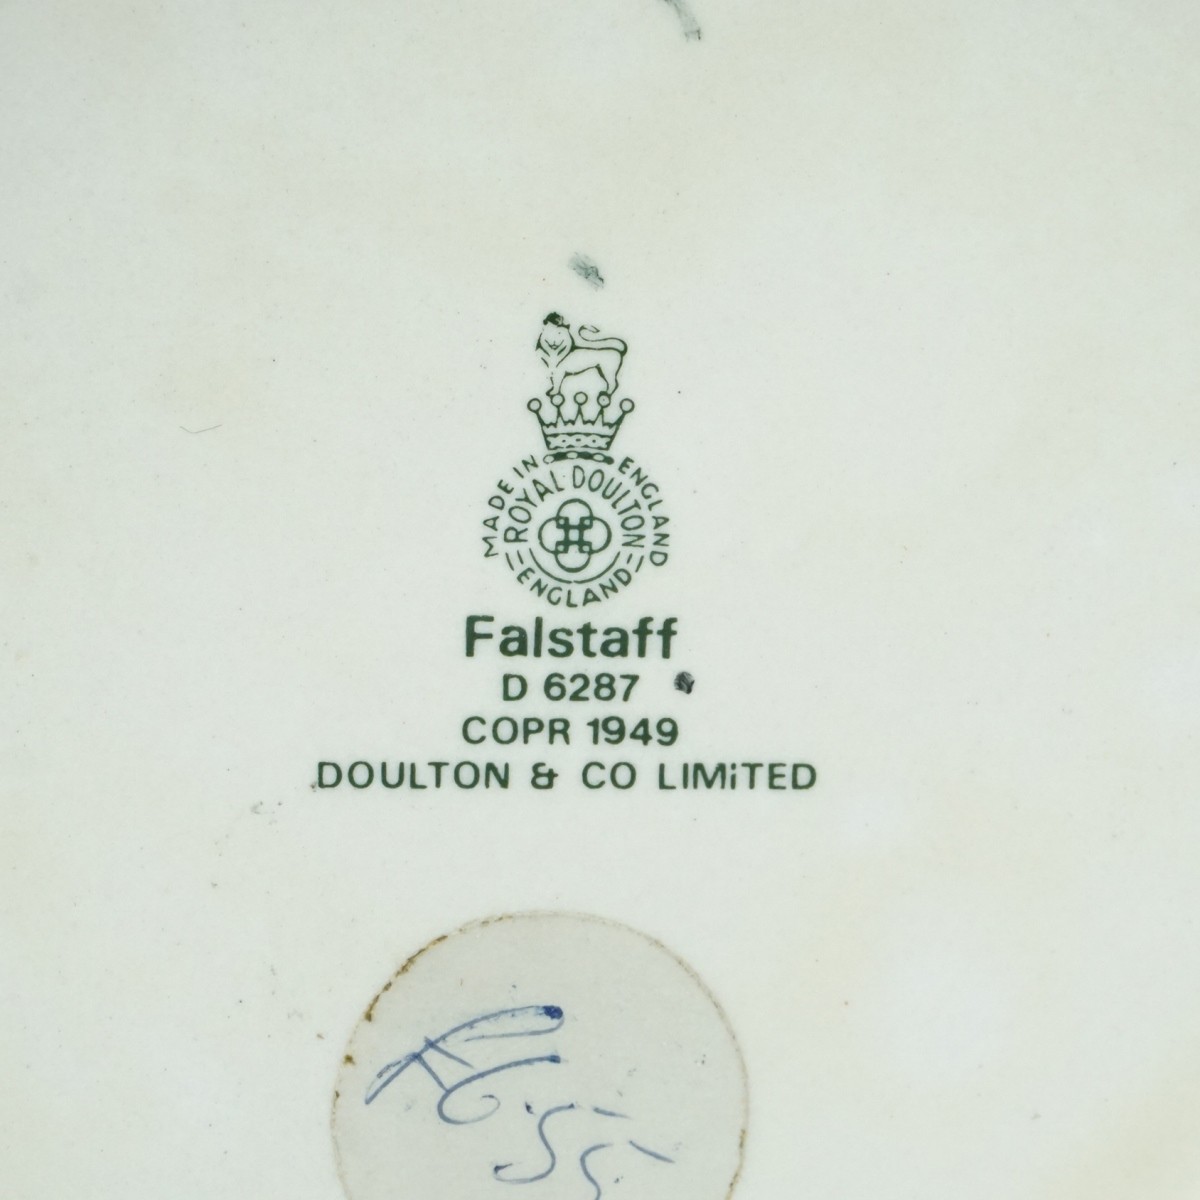 MADE IN ENGLAND
ROYAL DOULTON
ENGLAND
Falstaff
D 6287
COPR 1949
DOULTON & CO LIMiTED